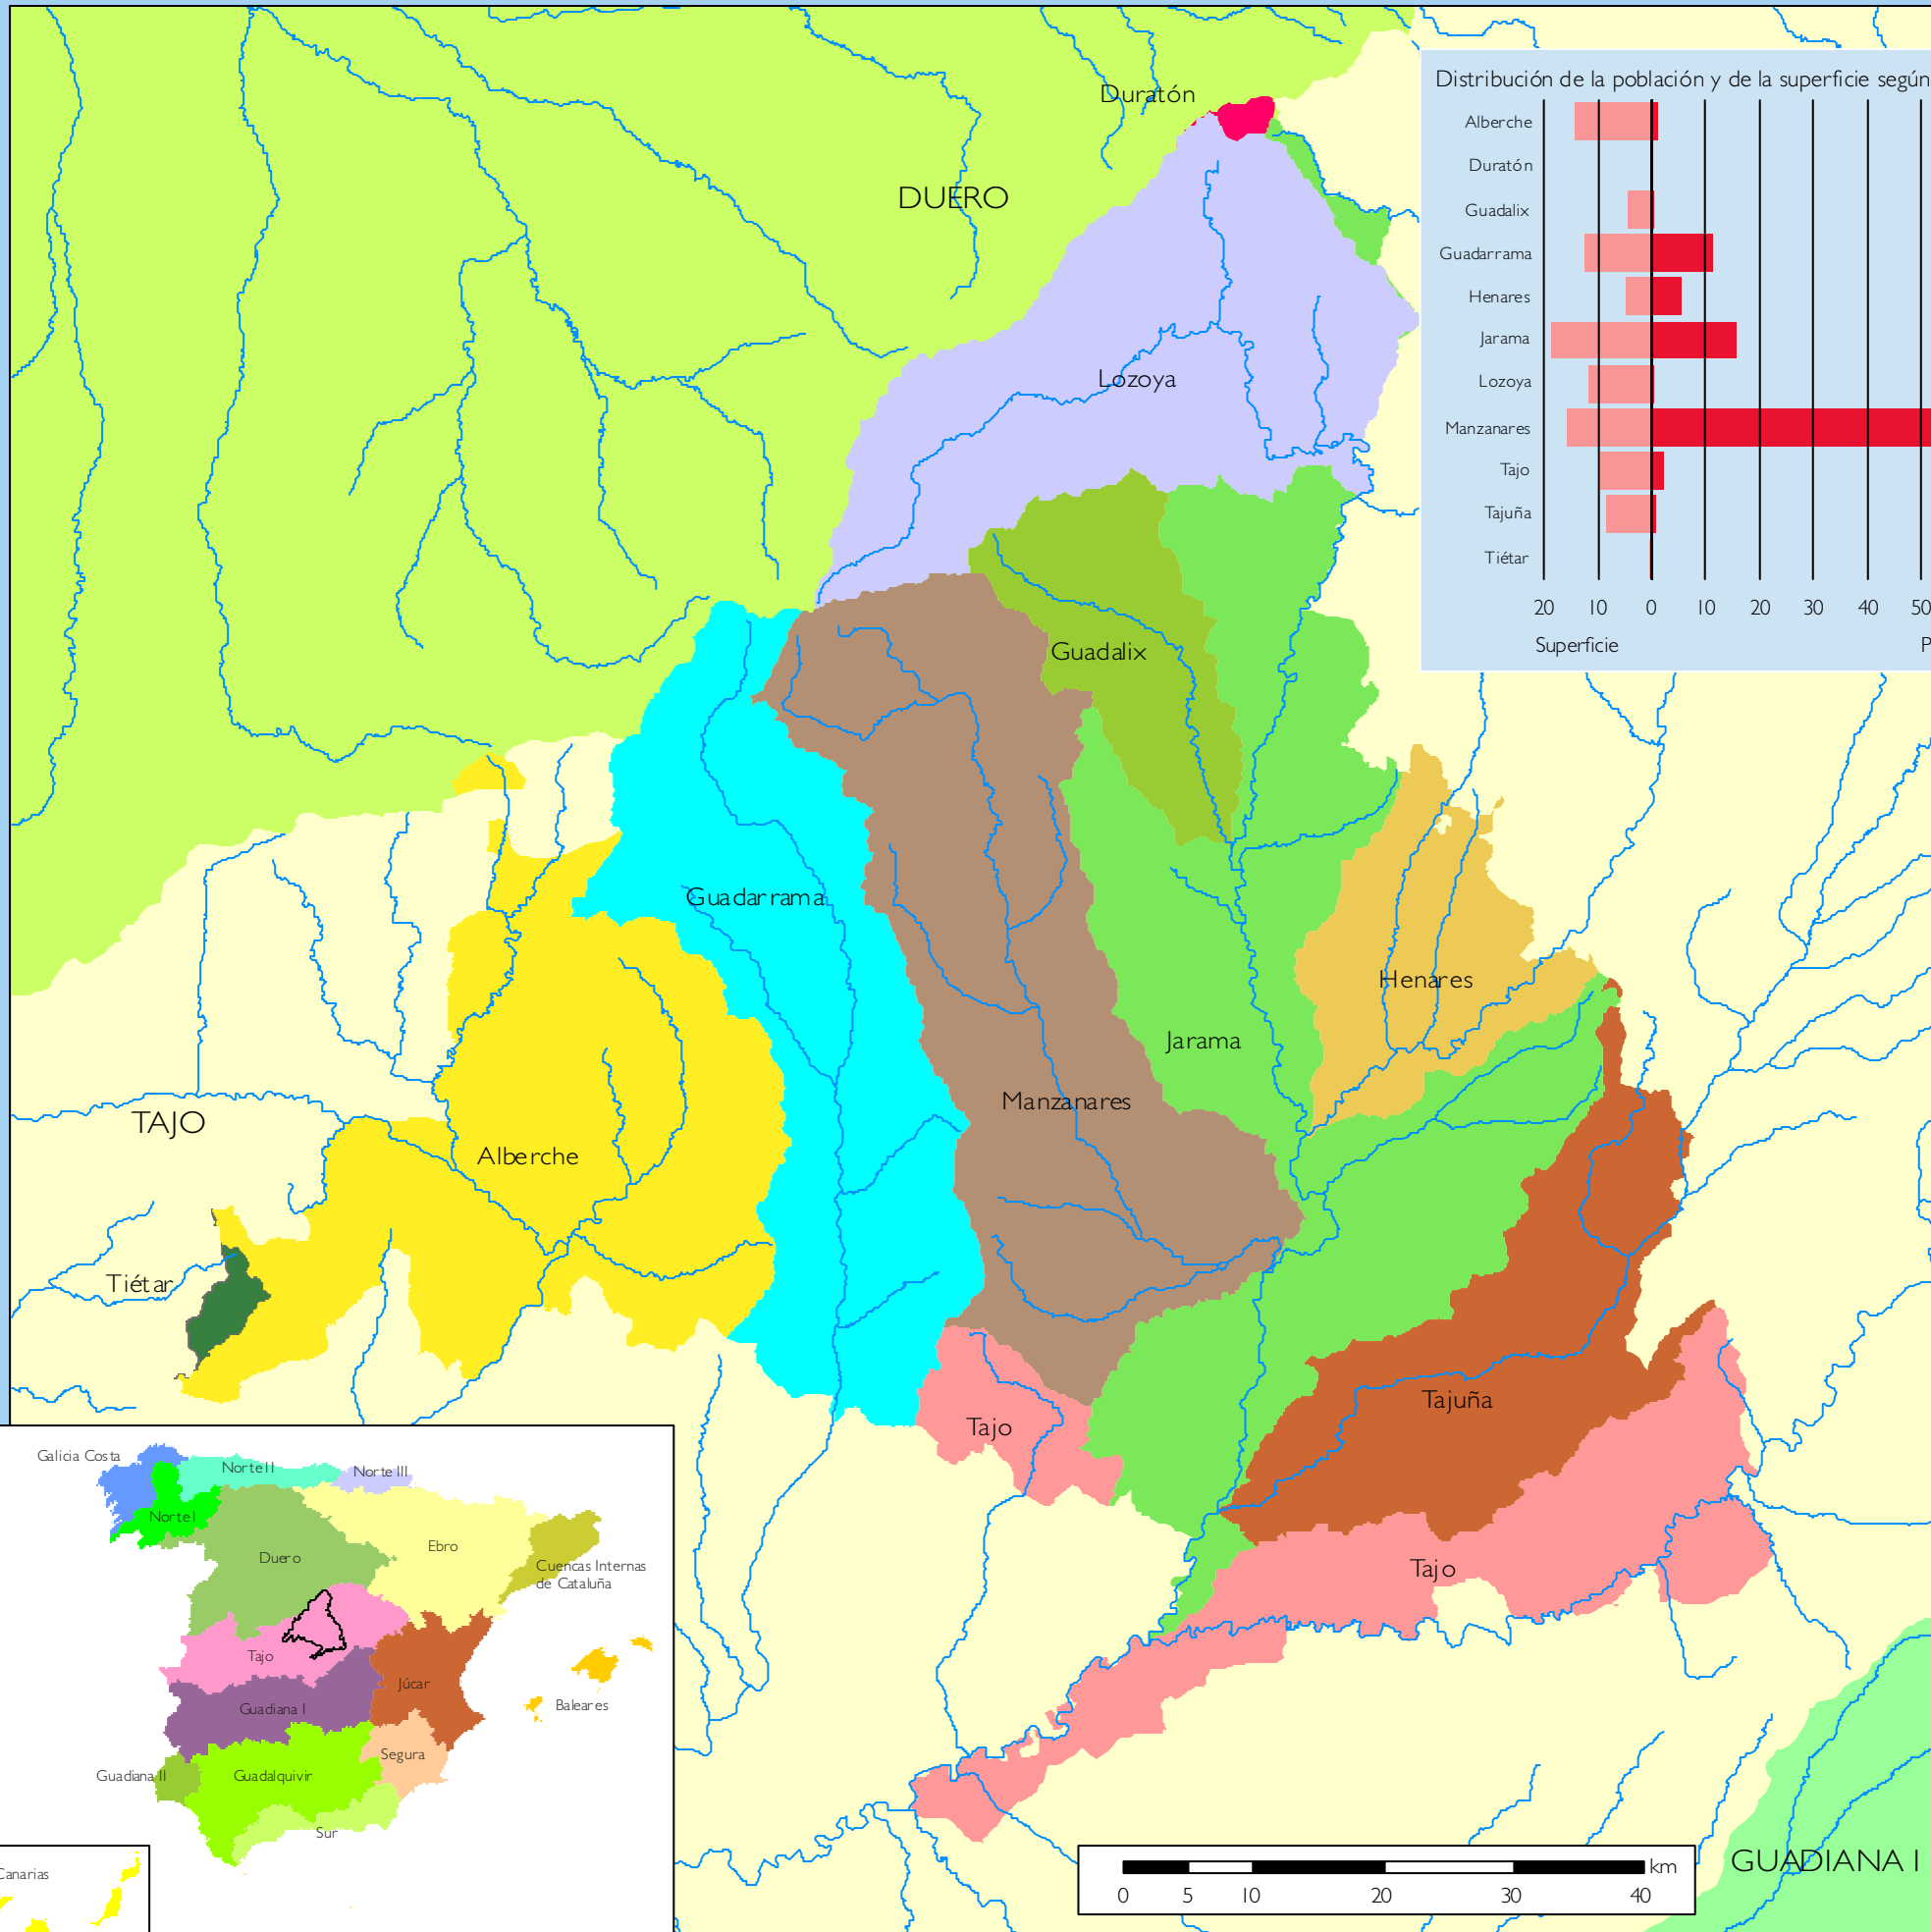 Distribución de la población y de la superficie según
Alberche
Duratón
Guadalix
Guadarrama
Henares
Jarama
Lozoya
Manzanares
Tajo
Tajuña
Tiétar
20 10 0 10 20 30 40 50
Superficie P
Duratón
DUERO
Lozoya
Guadalix
Guadarrama
Henares
Jarama
Manzanares
TAJO
Alberche
Tiétar
Tajuña
Tajo
Tajo
GUADIANA I
km
0 5 10 20 30 40
Galicia Costa
Norte II
Norte III
Norte I
Duero
Ebro
Cuencas Internas
de Cataluña
Tajo
Júcar
Guadiana I
Baleares
Segura
Guadiana II
Guadalquivir
Sur
Canarias